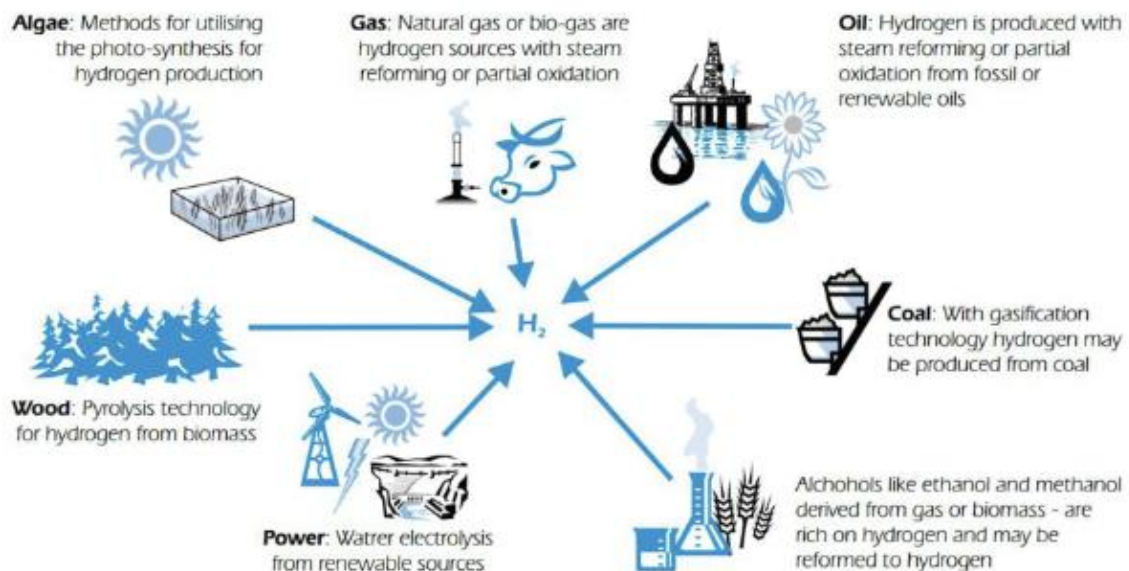 Algae: Methods for utilising
the photo-synthesis for
hydrogen production
Gas: Natural gas or bio-gas are
hydrogen sources with steam
reforming or partial oxidation
Oil: Hydrogen is produced with
steam reforming or partial
oxidation from fossil or
renewable oils
H₂
Coal: With gasification
technology hydrogen may
be produced from coal
Wood: Pyrolysis technology
for hydrogen from biomass
Power: Watrer electrolysis
from renewable sources
Alchohols like ethanol and methanol
derived from gas or biomass - are
rich on hydrogen and may be
reformed to hydrogen